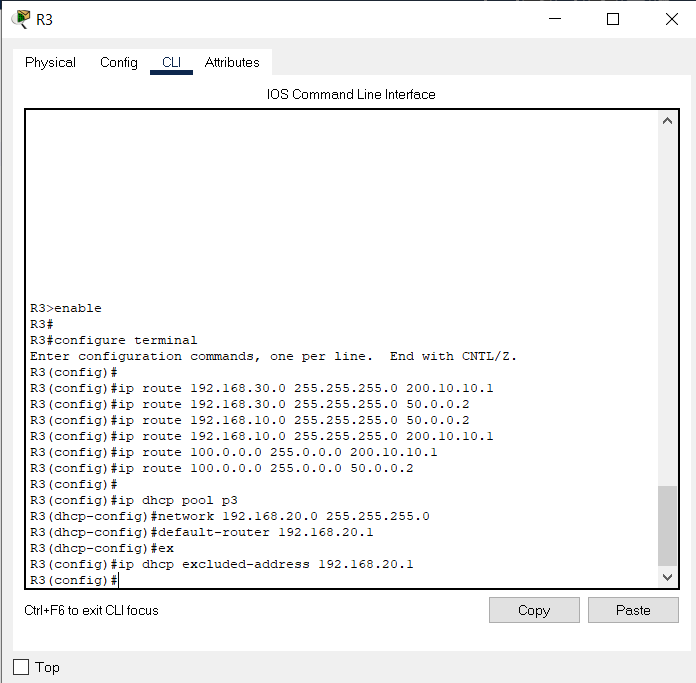 R3
Physical Config CLI Attributes
IOS Command Line Interface
R3>enable
R3#
R3#configure terminal
Enter configuration commands, one per line.  End with CNTL/Z.
R3(config)#
R3(config)#ip route 192.168.30.0 255.255.255.0 200.10.10.1
R3(config)#ip route 192.168.30.0 255.255.255.0 50.0.0.2
R3(config)#ip route 192.168.10.0 255.255.255.0 50.0.0.2
R3(config)#ip route 192.168.10.0 255.255.255.0 200.10.10.1
R3(config)#ip route 100.0.0.0 255.0.0.0 200.10.10.1
R3(config)#ip route 100.0.0.0 255.0.0.0 50.0.0.2
R3(config)#
R3(config)#ip dhcp pool p3
R3(dhcp-config)#network 192.168.20.0 255.255.255.0
R3(dhcp-config)#default-router 192.168.20.1
R3(dhcp-config)#ex
R3(config)#ip dhcp excluded-address 192.168.20.1
R3(config)#
Ctrl+F6 to exit CLI focus
Copy Paste
Top